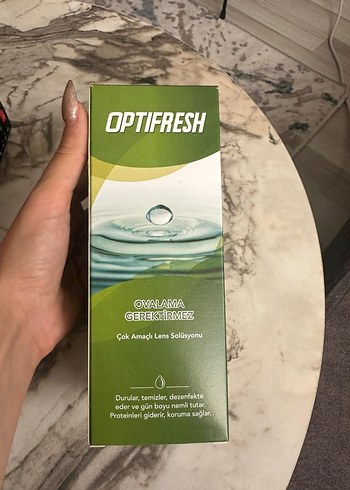 OPTIFRESH
OVALAMA
GEREKTİRMEZ
Çok Amaçlı Lens Solüsyonu
Durular, temizler, dezenfekte
eder ve gün boyu nemli tutar.
Proteinleri giderir, koruma sağlar.